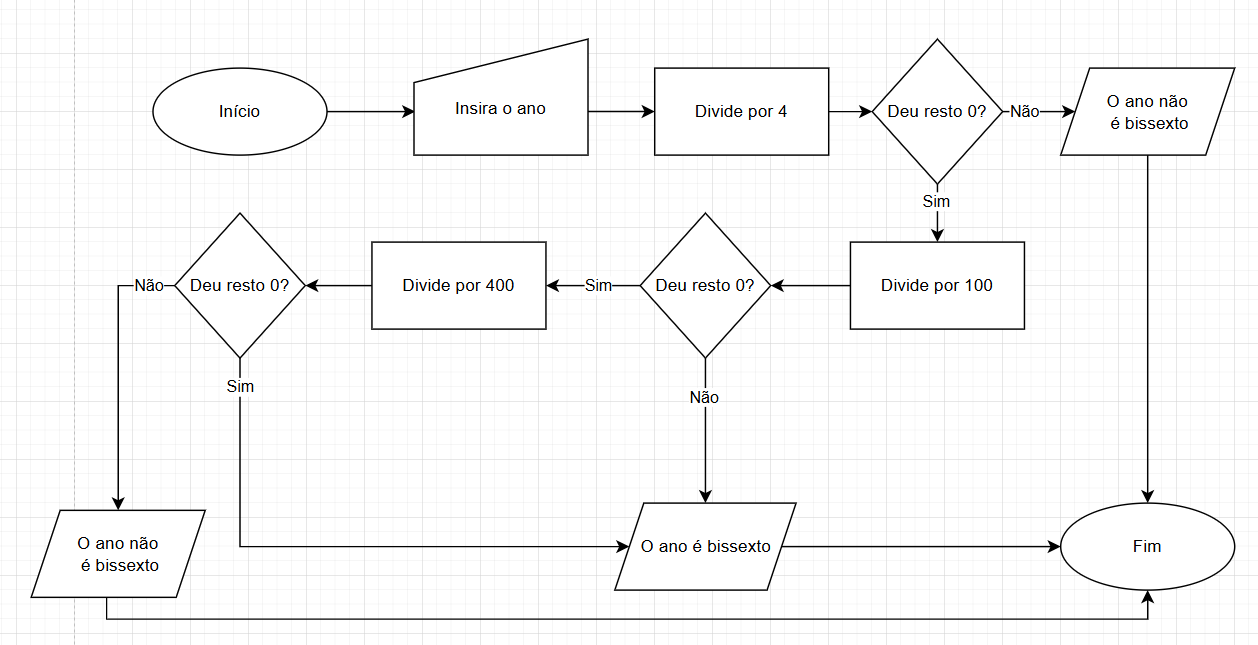 Início
Insira o ano
Divide por 4
Deu resto 0?
Não
O ano não
é bissexto
Sim
Divide por 100
Deu resto 0?
Sim
Divide por 400
Deu resto 0?
Não
Sim
Não
O ano não
é bissexto
O ano é bissexto
Fim